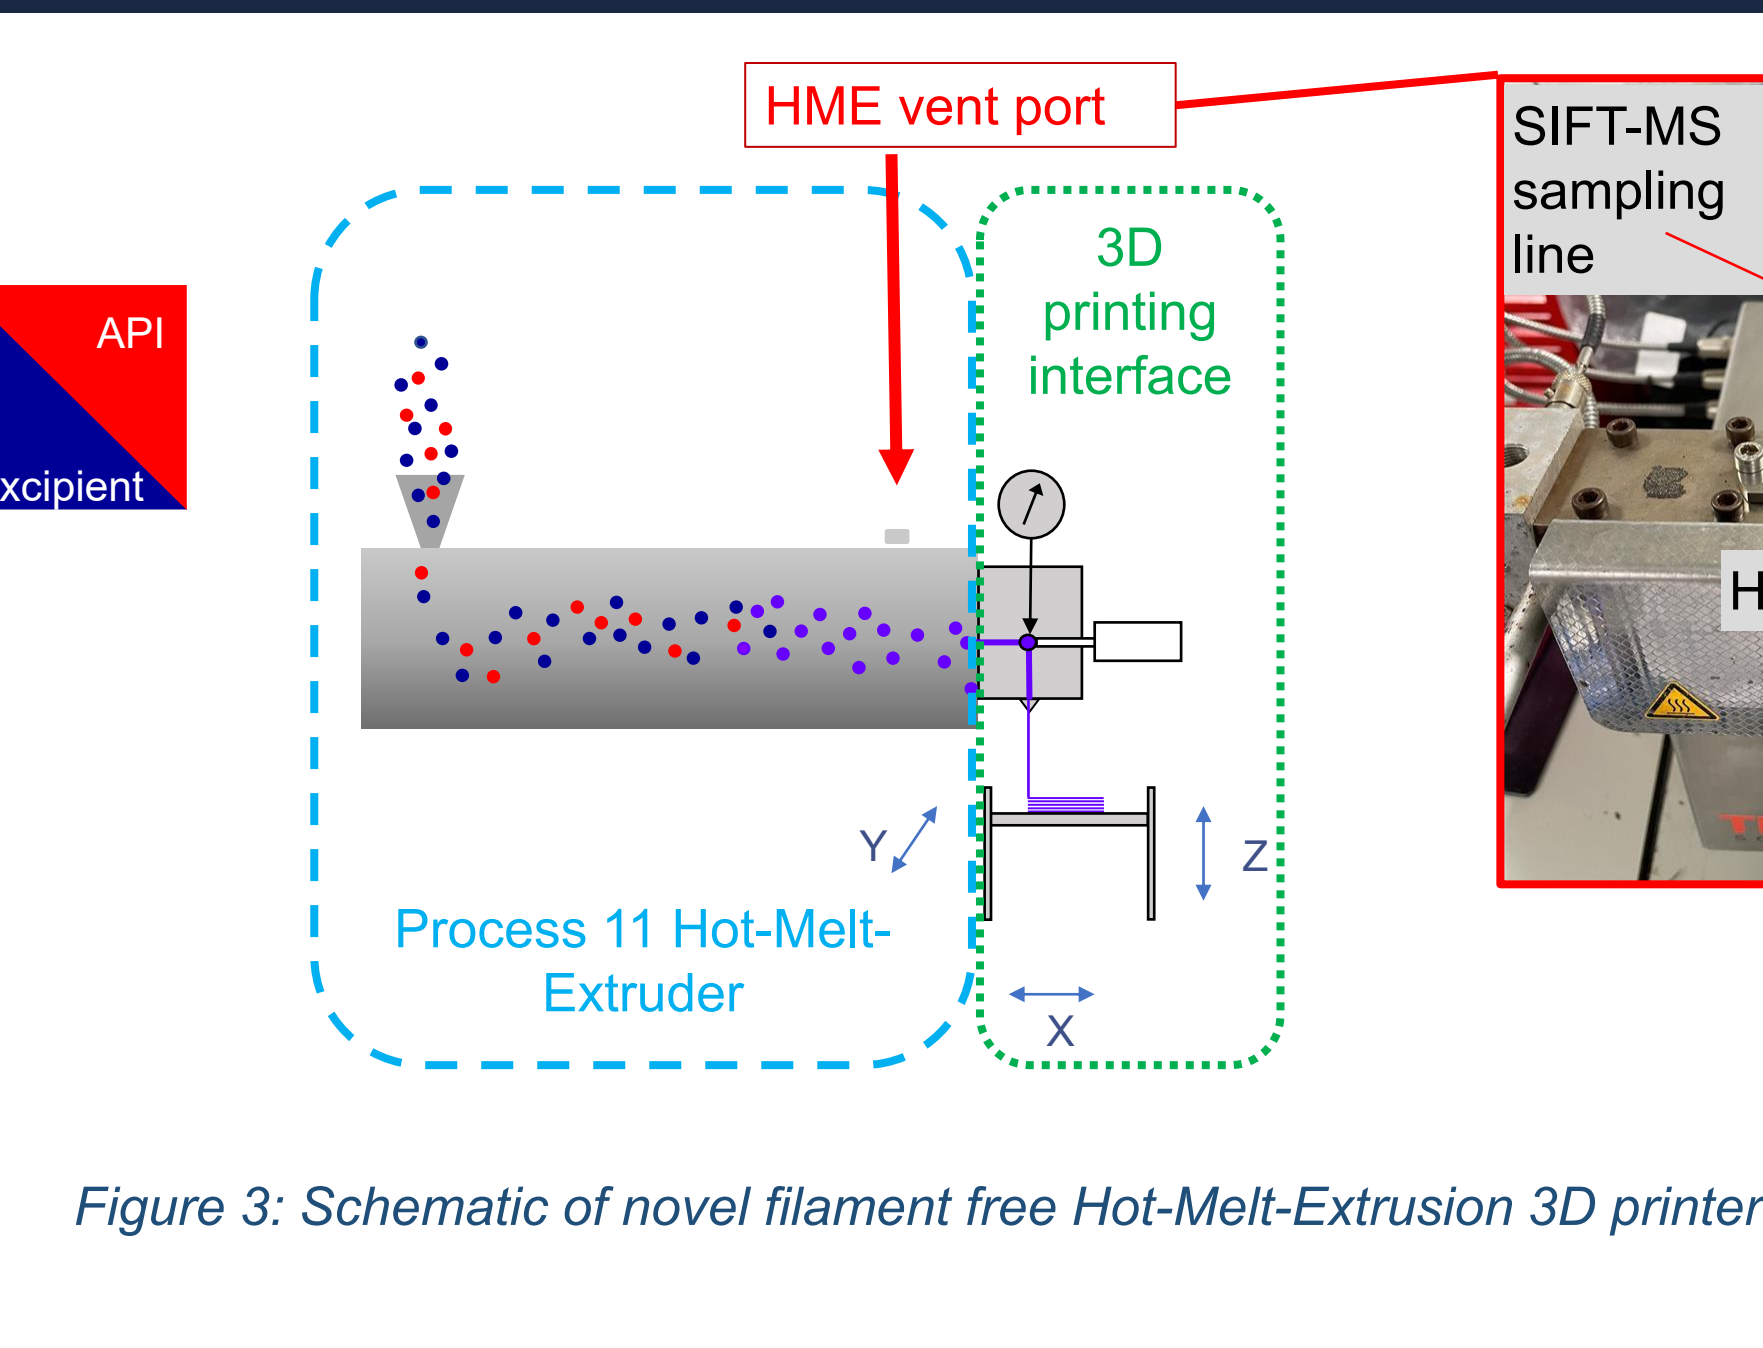 HME vent port
SIFT-MS
sampling
line
3D
printing
interface
API
xcipient
H
Y
Z
Process 11 Hot-Melt-
Extruder
X
Figure 3: Schematic of novel filament free Hot-Melt-Extrusion 3D printer